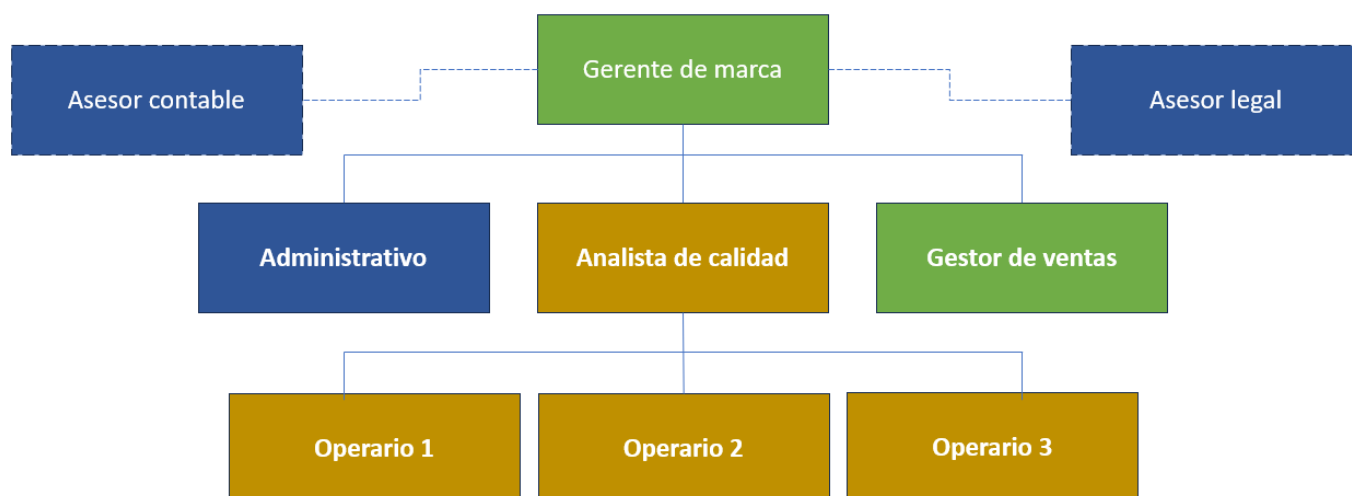 Gerente de marca
Asesor contable
Asesor legal
Administrativo
Analista de calidad
Gestor de ventas
Operario 1
Operario 2
Operario 3